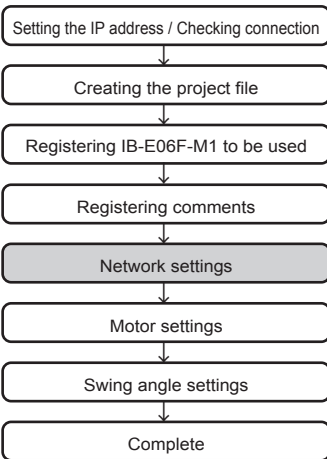 Setting the IP address / Checking connection
Creating the project file
Registering IB-E06F-M1 to be used
Registering comments
Network settings
Motor settings
Swing angle settings
Complete